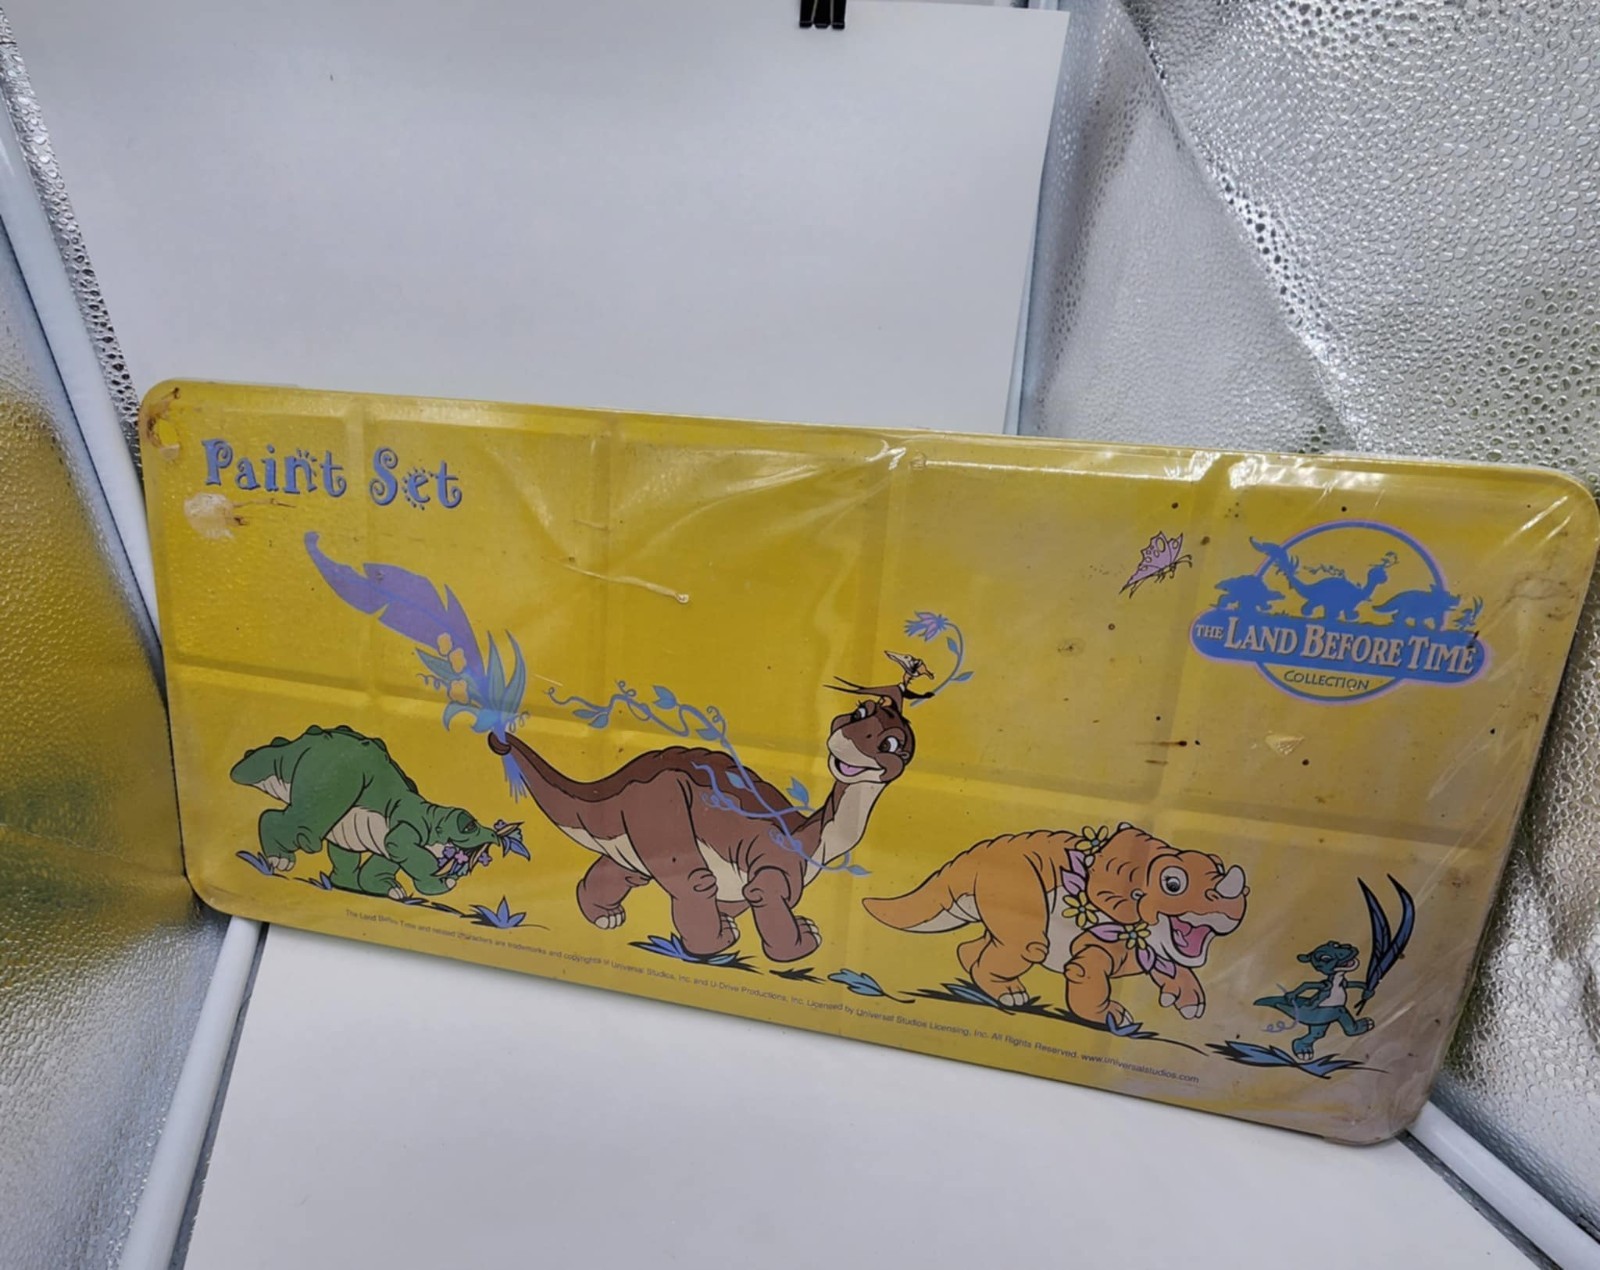 Paint Set
THE LAND BEFORE TIME
COLLECTION
The Land Before Time and related characters are trademarks and copyrights of Universal Studios, Inc. and U-Drive Productions, Inc. Licensed by Universal Studios Licensing, Inc. All Rights Reserved. www.universalstudios.com